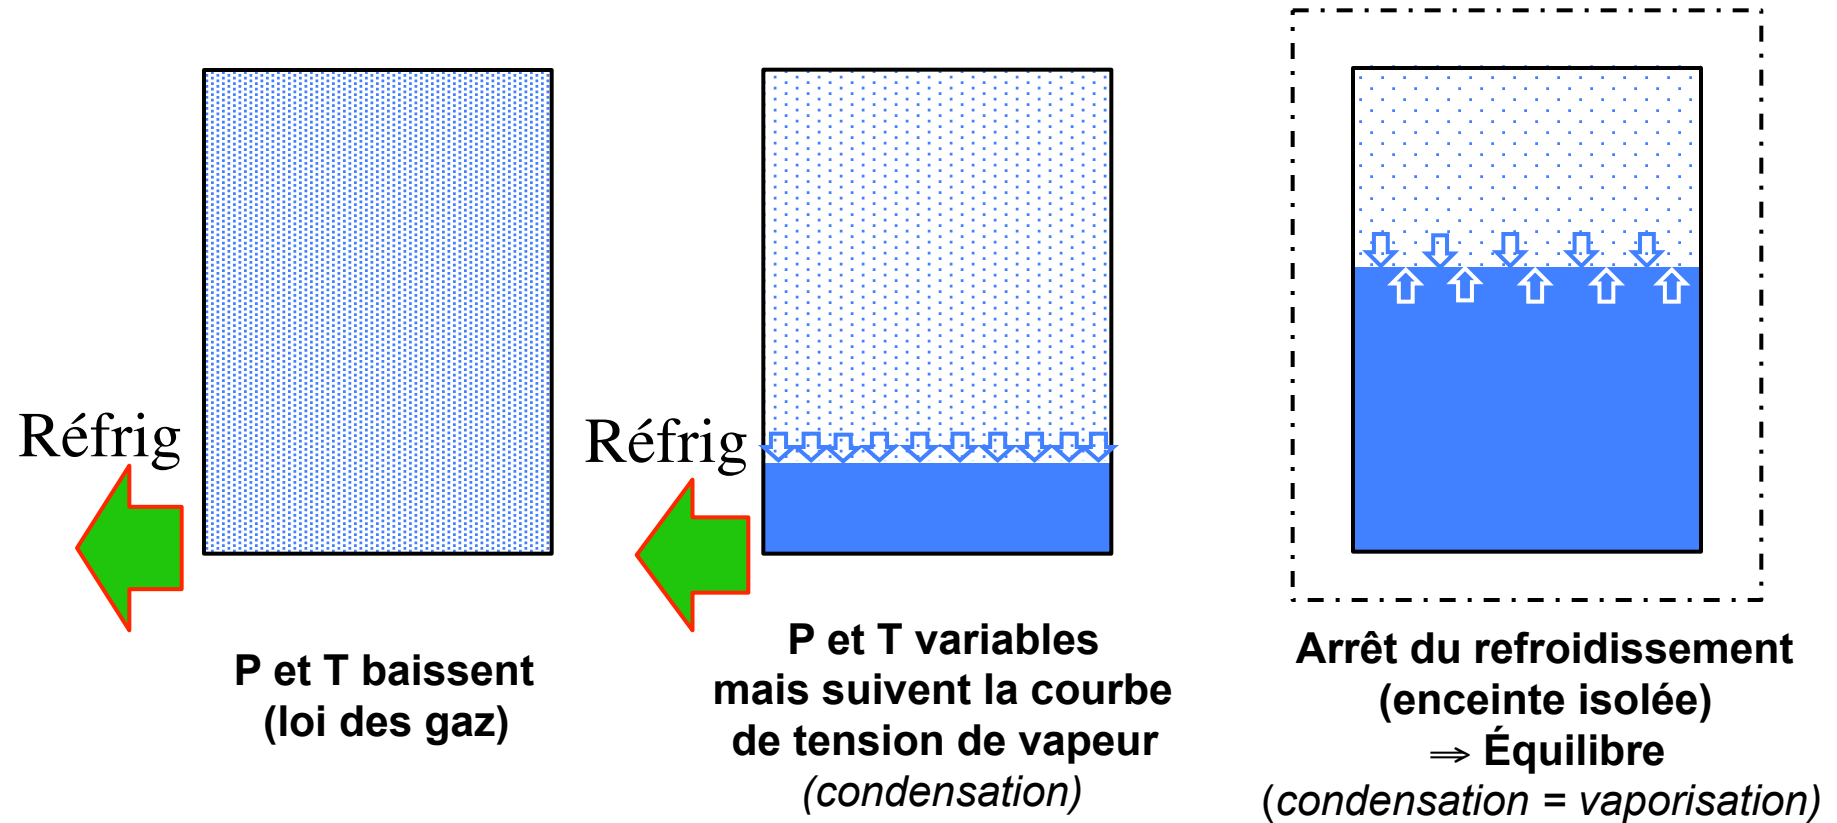 Réfrig
P et T baissent
(loi des gaz)
Réfrig
P et T variables
mais suivent la courbe
de tension de vapeur
(condensation)
Arrêt du refroidissement
(enceinte isolée)
⇒ Équilibre
(condensation = vaporisation)